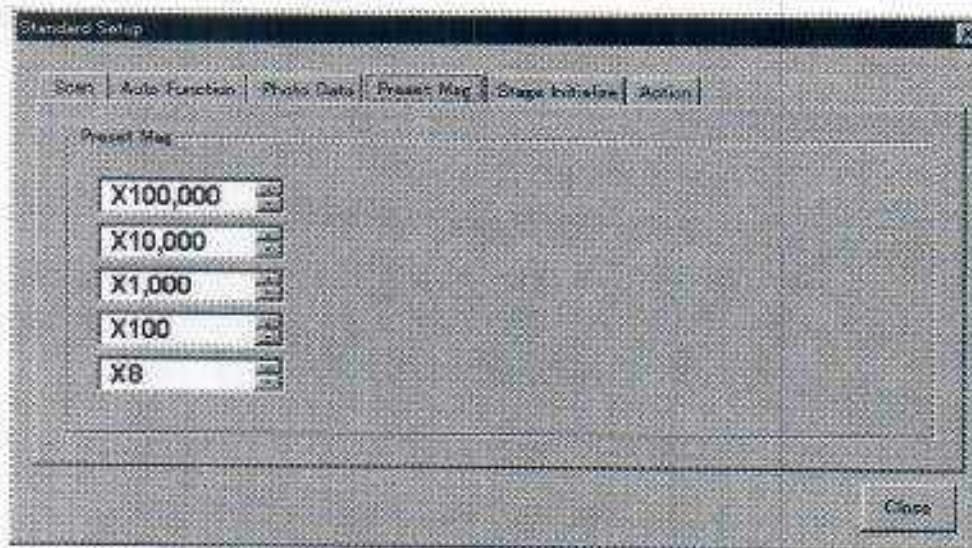 Standard Setup
Scan Auto Function Photo Data Preset Mag Stage Initialize Action
Preset Mag
X100,000
X10,000
X1,000
X100
X8
Close